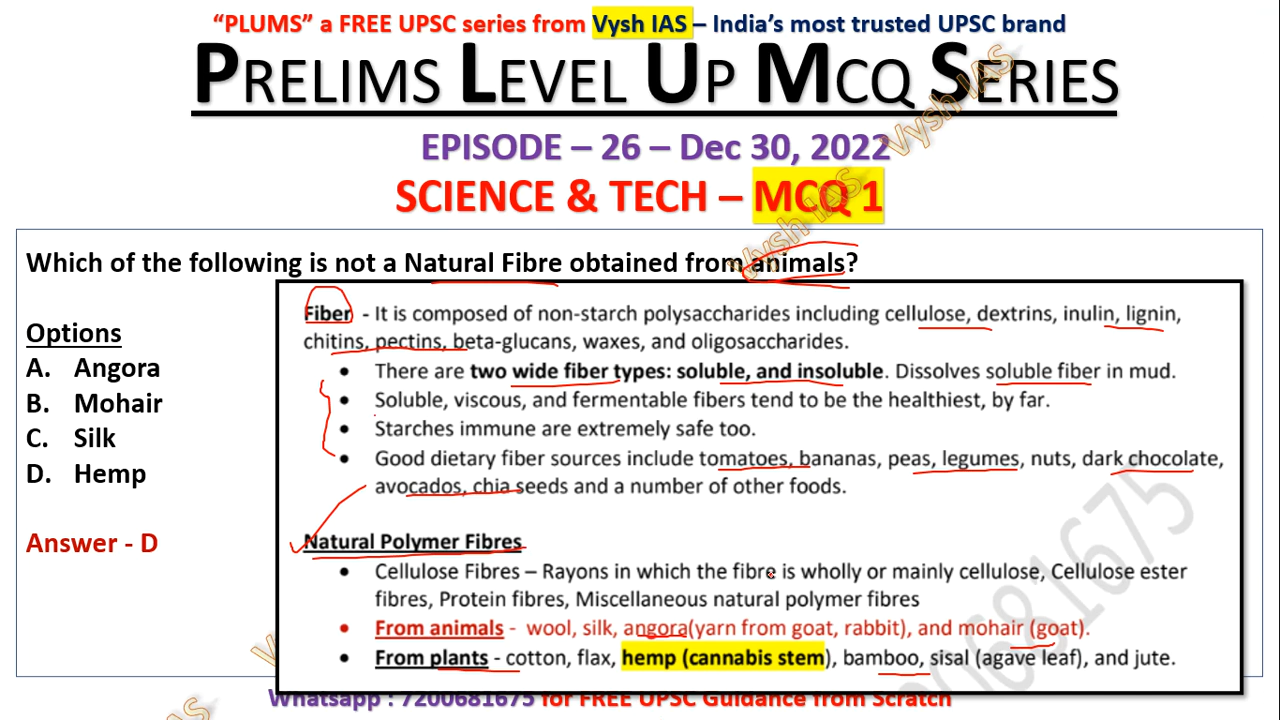 “PLUMS” a FREE UPSC series from Vysh IAS – India’s most trusted UPSC brand
PRELIMS LEVEL UP MCQ SERIES
EPISODE – 26 – Dec 30, 2022
SCIENCE & TECH – MCQ 1
Vysh IAS
Vysh IAS
Which of the following is not a Natural Fibre obtained from animals?
Options
A. Angora
B. Mohair
C. Silk
D. Hemp
Answer - D
Fiber - It is composed of non-starch polysaccharides including cellulose, dextrins, inulin, lignin,
chitins, pectins, beta-glucans, waxes, and oligosaccharides.
• There are two wide fiber types: soluble, and insoluble. Dissolves soluble fiber in mud.
• Soluble, viscous, and fermentable fibers tend to be the healthiest, by far.
• Starches immune are extremely safe too.
• Good dietary fiber sources include tomatoes, bananas, peas, legumes, nuts, dark chocolate,
avocados, chia seeds and a number of other foods.
Natural Polymer Fibres
• Cellulose Fibres – Rayons in which the fibre is wholly or mainly cellulose, Cellulose ester
fibres, Protein fibres, Miscellaneous natural polymer fibres
• From animals - wool, silk, angora(yarn from goat, rabbit), and mohair (goat).
• From plants - cotton, flax, hemp (cannabis stem), bamboo, sisal (agave leaf), and jute.
Whatsapp : 7200681675 for FREE UPSC Guidance from Scratch